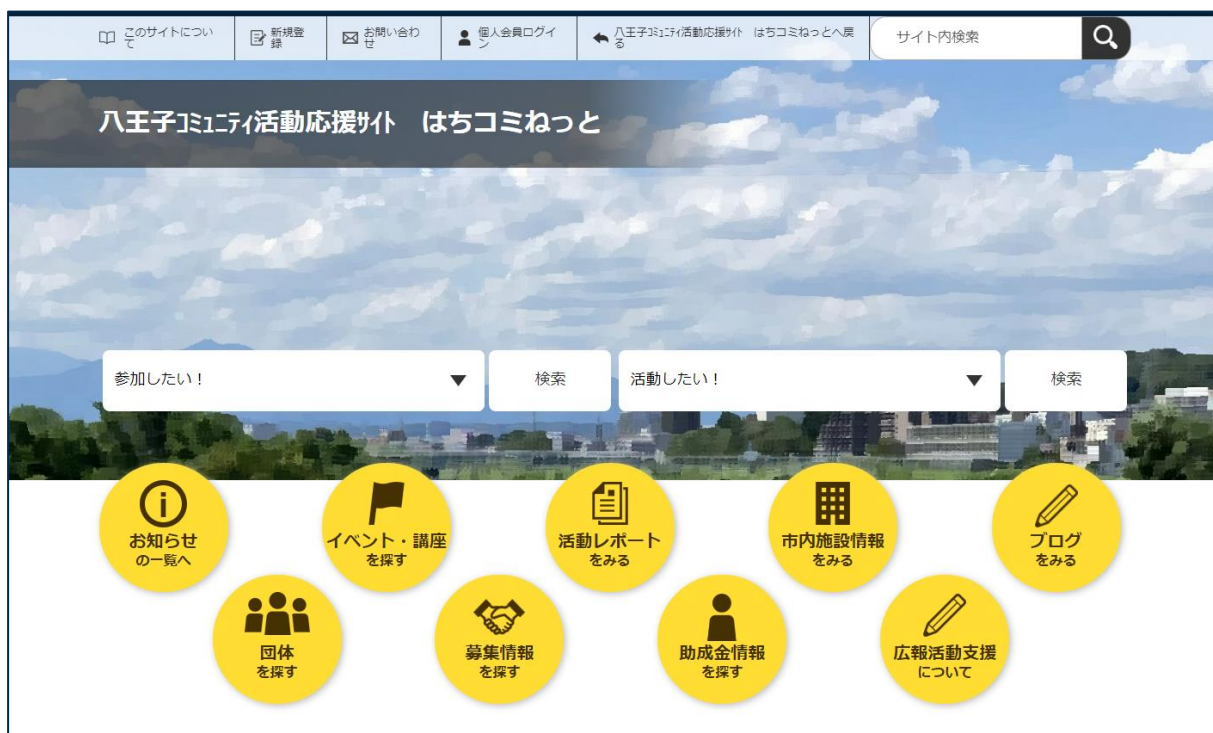 このサイトについ
て
新規登
録
お問い合わ
せ
個人会員ログイ
ン
八王子ｺﾐｭﾆﾃｨ活動応援ｻｲﾄ　はちコミねっとへ戻
る
サイト内検索
八王子ｺﾐｭﾆﾃｨ活動応援ｻｲﾄ　はちコミねっと
参加したい！
検索
活動したい！
検索
お知らせ
の一覧へ
イベント・講座
を探す
活動レポート
をみる
市内施設情報
をみる
ブログ
をみる
団体
を探す
募集情報
を探す
助成金情報
を探す
広報活動支援
について